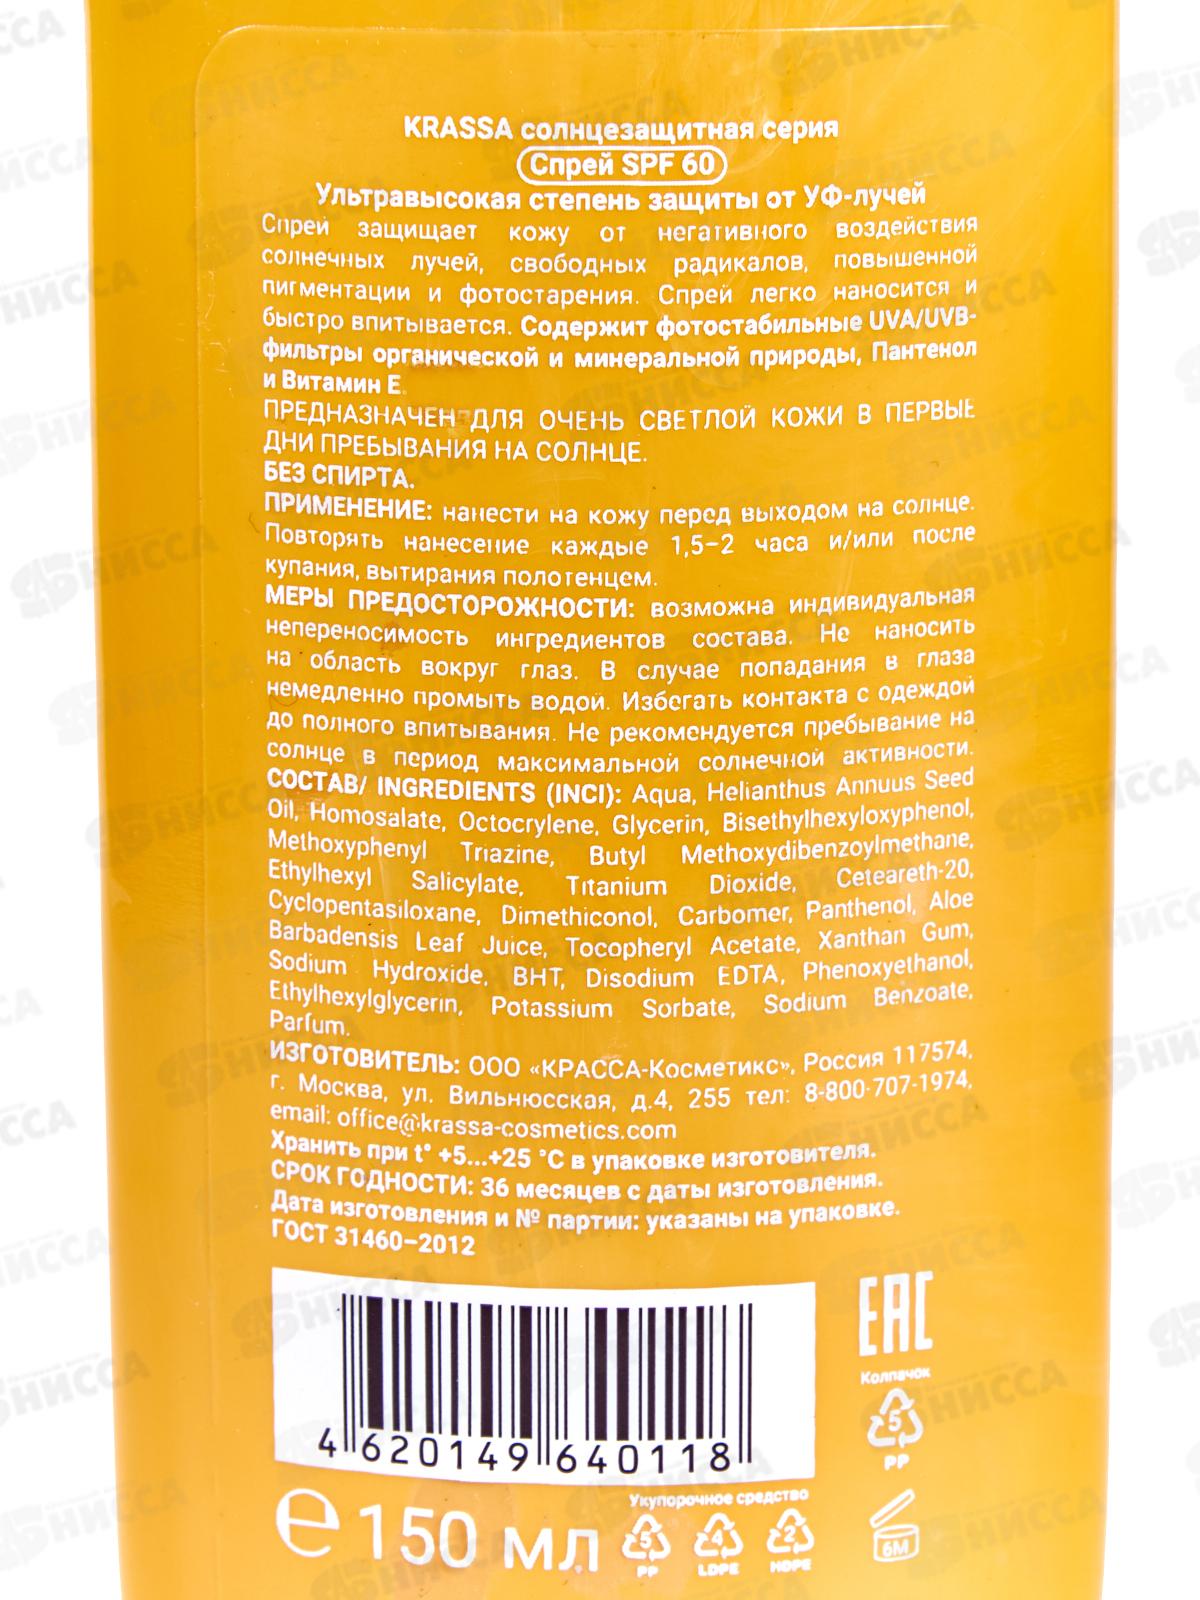 KRASSA солнцезащитная серия
Спрей SPF 60
Ультравысокая степень защиты от УФ-лучей
Спрей защищает кожу от негативного воздействия
солнечных лучей, свободных радикалов, повышенной
пигментации и фотостарения. Спрей легко наносится и
быстро впитывается. Содержит фотостабильные UVA/UVB-
фильтры органической и минеральной природы, Пантенол
и Витамин Е.
ПРЕДНАЗНАЧЕН ДЛЯ ОЧЕНЬ СВЕТЛОЙ КОЖИ В ПЕРВЫЕ
ДНИ ПРЕБЫВАНИЯ НА СОЛНЦЕ.
БЕЗ СПИРТА.
ПРИМЕНЕНИЕ: нанести на кожу перед выходом на солнце.
Повторять нанесение каждые 1,5–2 часа и/или после
купания, вытирания полотенцем.
МЕРЫ ПРЕДОСТОРОЖНОСТИ: возможна индивидуальная
непереносимость ингредиентов состава. Не наносить
на область вокруг глаз. В случае попадания в глаза
немедленно промыть водой. Избегать контакта с одеждой
до полного впитывания. Не рекомендуется пребывание на
солнце в период максимальной солнечной активности.
СОСТАВ/ INGREDIENTS (INCI): Aqua, Helianthus Annuus Seed
Oil, Homosalate, Octocrylene, Glycerin, Bisethylhexyloxyphenol,
Methoxyphenyl Triazine, Butyl Methoxydibenzoylmethane,
Ethylhexyl Salicylate, Titanium Dioxide, Ceteareth-20,
Cyclopentasiloxane, Dimethiconol, Carbomer, Panthenol, Aloe
Barbadensis Leaf Juice, Tocopheryl Acetate, Xanthan Gum,
Sodium Hydroxide, BHT, Disodium EDTA, Phenoxyethanol,
Ethylhexylglycerin, Potassium Sorbate, Sodium Benzoate,
Parfum.
ИЗГОТОВИТЕЛЬ: ООО «КРАССА-Косметикс», Россия 117574,
г. Москва, ул. Вильнюсская, д.4, 255 тел: 8-800-707-1974,
email: office@krassa-cosmetics.com
Хранить при t° +5...+25 °C в упаковке изготовителя.
СРОК ГОДНОСТИ: 36 месяцев с даты изготовления.
Дата изготовления и № партии: указаны на упаковке.
ГОСТ 31460–2012
EAC
Колпачок
5
PP
4 620149 640118
Укупорочное средство
℮ 150 мл
5 4 2
PP LDPE HDPE
6M
НИССА